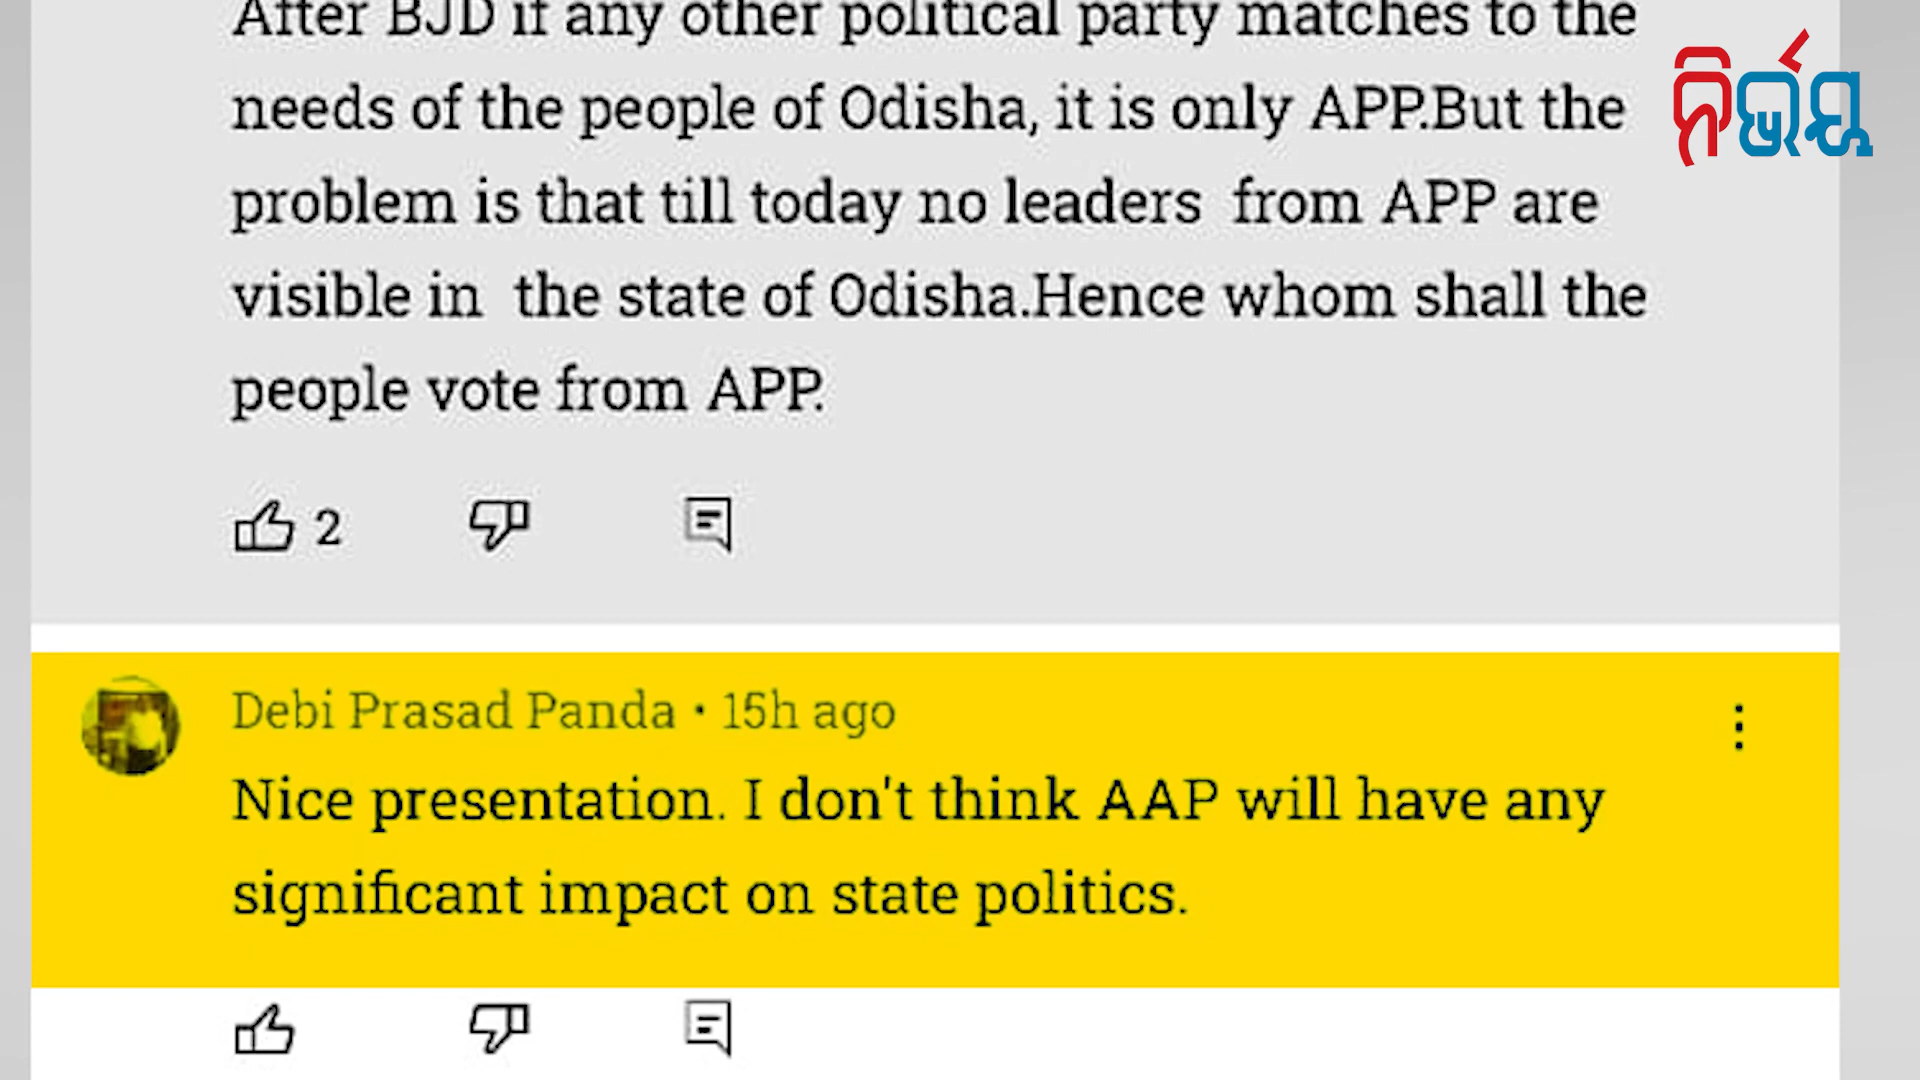 After BJD if any other political party matches to the
needs of the people of Odisha, it is only APP.But the
problem is that till today no leaders  from APP are
visible in  the state of Odisha.Hence whom shall the
people vote from APP.
2
Debi Prasad Panda • 15h ago
Nice presentation. I don't think AAP will have any
significant impact on state politics.
ନିର୍ଭୟ